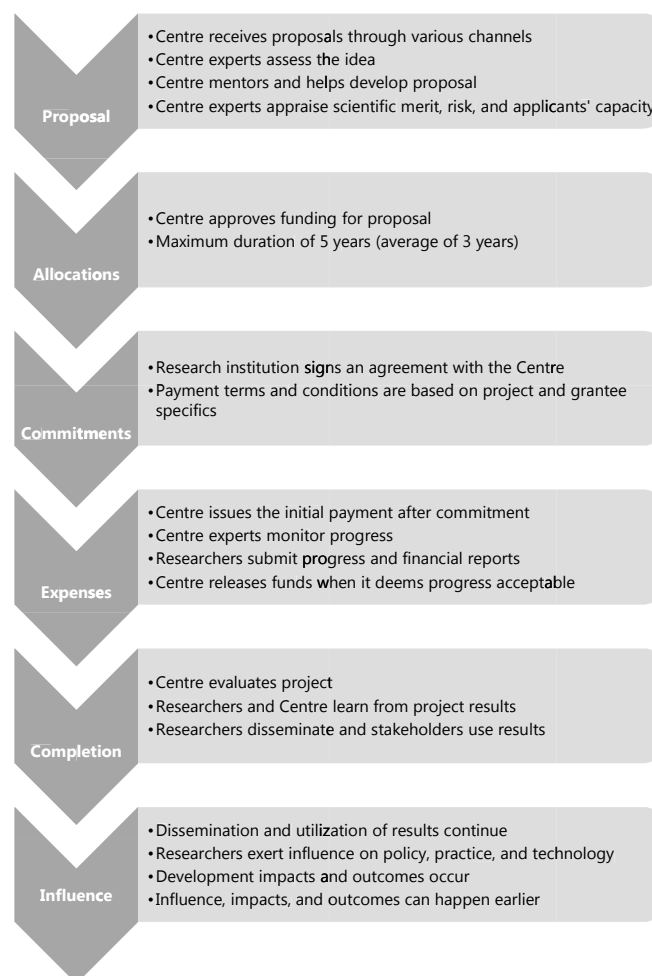 Proposal
•Centre receives proposals through various channels
•Centre experts assess the idea
•Centre mentors and helps develop proposal
•Centre experts appraise scientific merit, risk, and applicants' capacity
Allocations
•Centre approves funding for proposal
•Maximum duration of 5 years (average of 3 years)
Commitments
•Research institution signs an agreement with the Centre
•Payment terms and conditions are based on project and grantee
specifics
Expenses
•Centre issues the initial payment after commitment
•Centre experts monitor progress
•Researchers submit progress and financial reports
•Centre releases funds when it deems progress acceptable
Completion
•Centre evaluates project
•Researchers and Centre learn from project results
•Researchers disseminate and stakeholders use results
Influence
•Dissemination and utilization of results continue
•Researchers exert influence on policy, practice, and technology
•Development impacts and outcomes occur
•Influence, impacts, and outcomes can happen earlier